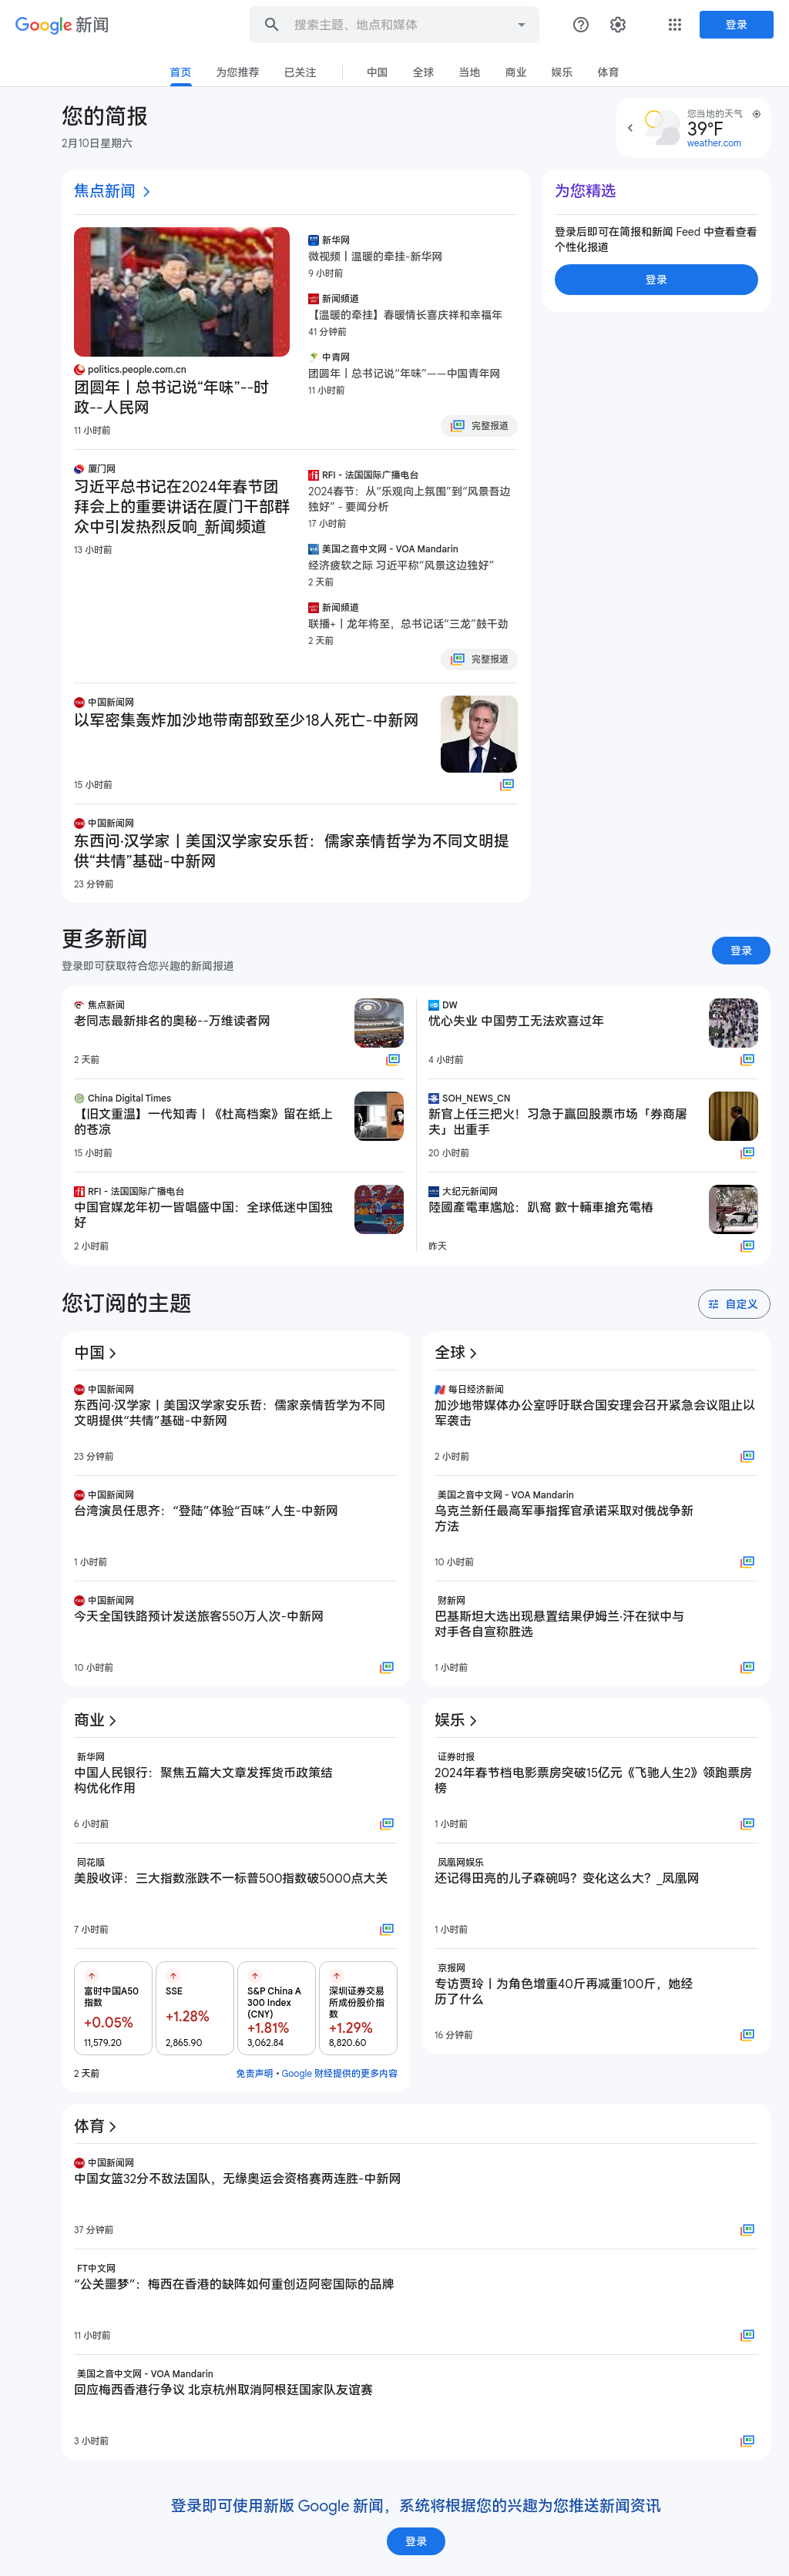 Google 新闻
搜索主题、地点和媒体
登录
首页
为您推荐
已关注
中国
全球
当地
商业
娱乐
体育
您的简报
2月10日星期六
您当地的天气
39°F
weather.com
焦点新闻
politics.people.com.cn
团圆年丨总书记说“年味”--时
政--人民网
11 小时前
新华网
微视频丨温暖的牵挂-新华网
9 小时前
新闻频道
【温暖的牵挂】春暖情长喜庆祥和幸福年
41 分钟前
中青网
团圆年丨总书记说“年味”——中国青年网
11 小时前
完整报道
厦门网
习近平总书记在2024年春节团
拜会上的重要讲话在厦门干部群
众中引发热烈反响_新闻频道
13 小时前
RFI - 法国国际广播电台
2024春节：从“乐观向上氛围”到“风景吾边
独好” - 要闻分析
17 小时前
美国之音中文网 - VOA Mandarin
经济疲软之际 习近平称“风景这边独好”
2 天前
新闻频道
联播+丨龙年将至，总书记话“三龙”鼓干劲
2 天前
完整报道
中国新闻网
以军密集轰炸加沙地带南部致至少18人死亡-中新网
15 小时前
中国新闻网
东西问·汉学家丨美国汉学家安乐哲：儒家亲情哲学为不同文明提
供“共情”基础-中新网
23 分钟前
为您精选
登录后即可在简报和新闻 Feed 中查看查看
个性化报道
登录
更多新闻
登录即可获取符合您兴趣的新闻报道
登录
焦点新闻
老同志最新排名的奥秘--万维读者网
2 天前
DW
忧心失业 中国劳工无法欢喜过年
4 小时前
China Digital Times
【旧文重温】一代知青丨《杜高档案》留在纸上
的苍凉
15 小时前
SOH_NEWS_CN
新官上任三把火！习急于赢回股票市场「券商屠
夫」出重手
20 小时前
RFI - 法国国际广播电台
中国官媒龙年初一皆唱盛中国：全球低迷中国独
好
2 小时前
大纪元新闻网
陸國產電車尷尬：趴窩 數十輛車搶充電樁
昨天
您订阅的主题
自定义
中国
中国新闻网
东西问·汉学家丨美国汉学家安乐哲：儒家亲情哲学为不同
文明提供“共情”基础-中新网
23 分钟前
中国新闻网
台湾演员任思齐：“登陆”体验“百味”人生-中新网
1 小时前
中国新闻网
今天全国铁路预计发送旅客550万人次-中新网
10 小时前
全球
每日经济新闻
加沙地带媒体办公室呼吁联合国安理会召开紧急会议阻止以
军袭击
2 小时前
美国之音中文网 - VOA Mandarin
乌克兰新任最高军事指挥官承诺采取对俄战争新
方法
10 小时前
财新网
巴基斯坦大选出现悬置结果伊姆兰·汗在狱中与
对手各自宣称胜选
1 小时前
商业
新华网
中国人民银行：聚焦五篇大文章发挥货币政策结
构优化作用
6 小时前
同花顺
美股收评：三大指数涨跌不一标普500指数破5000点大关
7 小时前
富时中国A50
指数
+0.05%
11,579.20
SSE
+1.28%
2,865.90
S&P China A
300 Index
(CNY)
+1.81%
3,062.84
深圳证券交易
所成份股价指
数
+1.29%
8,820.60
2 天前
免责声明 • Google 财经提供的更多内容
娱乐
证券时报
2024年春节档电影票房突破15亿元《飞驰人生2》领跑票房
榜
1 小时前
凤凰网娱乐
还记得田亮的儿子森碗吗？变化这么大？_凤凰网
1 小时前
京报网
专访贾玲丨为角色增重40斤再减重100斤，她经
历了什么
16 分钟前
体育
中国新闻网
中国女篮32分不敌法国队，无缘奥运会资格赛两连胜-中新网
37 分钟前
FT中文网
“公关噩梦”：梅西在香港的缺阵如何重创迈阿密国际的品牌
11 小时前
美国之音中文网 - VOA Mandarin
回应梅西香港行争议 北京杭州取消阿根廷国家队友谊赛
3 小时前
登录即可使用新版 Google 新闻，系统将根据您的兴趣为您推送新闻资讯
登录